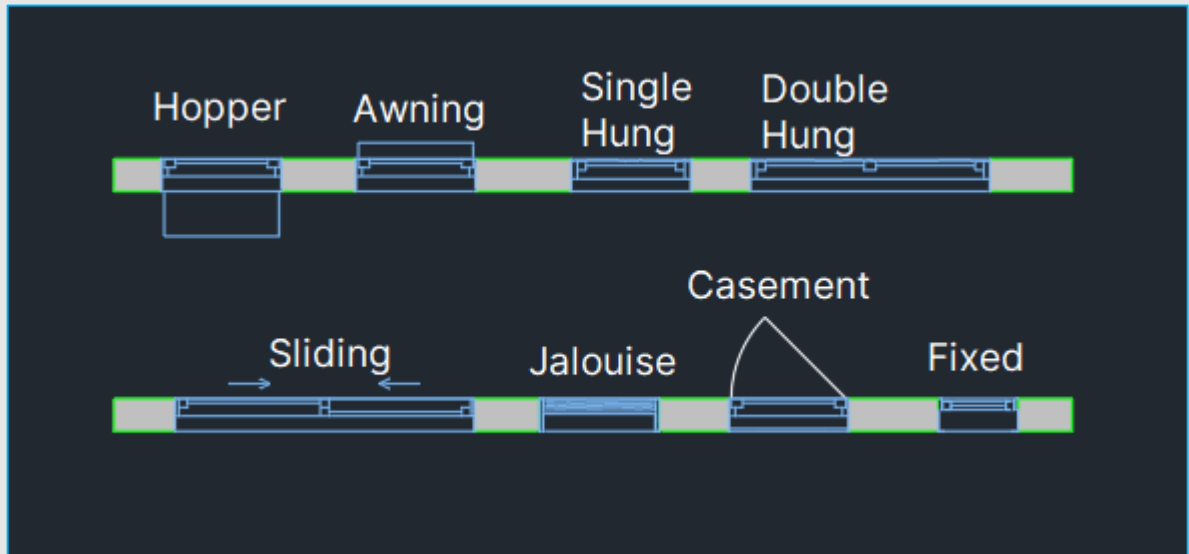 Hopper
Awning
Single
Hung
Double
Hung
Sliding
Jalouise
Casement
Fixed